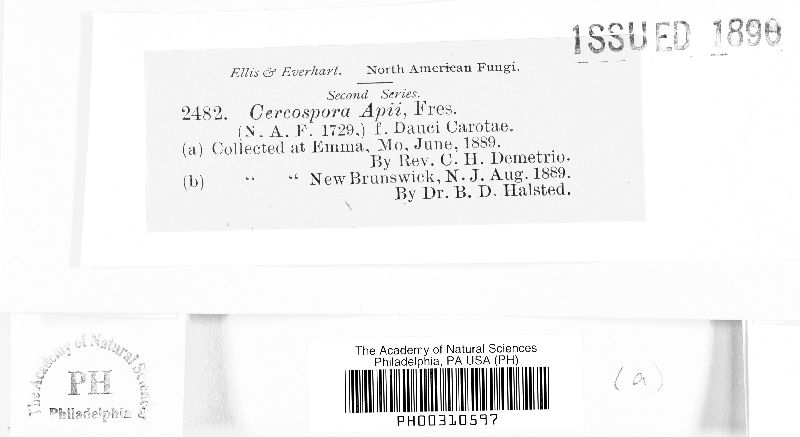 ISSUED 1890
Ellis & Everhart. North American Fungi.
Second Series.
2482. Cercospora Apii, Fres.
(N. A. F. 1729,) f. Dauci Carotae.
(a) Collected at Emma, Mo, June, 1889.
By Rev. C. H. Demetrio.
(b) “ “ New Brunswick, N. J. Aug. 1889.
By Dr. B. D. Halsted.
The Academy of Natural Sciences
PH
Philadelphia
The Academy of Natural Sciences
Philadelphia, PA USA (PH)
PH00310597
(a)